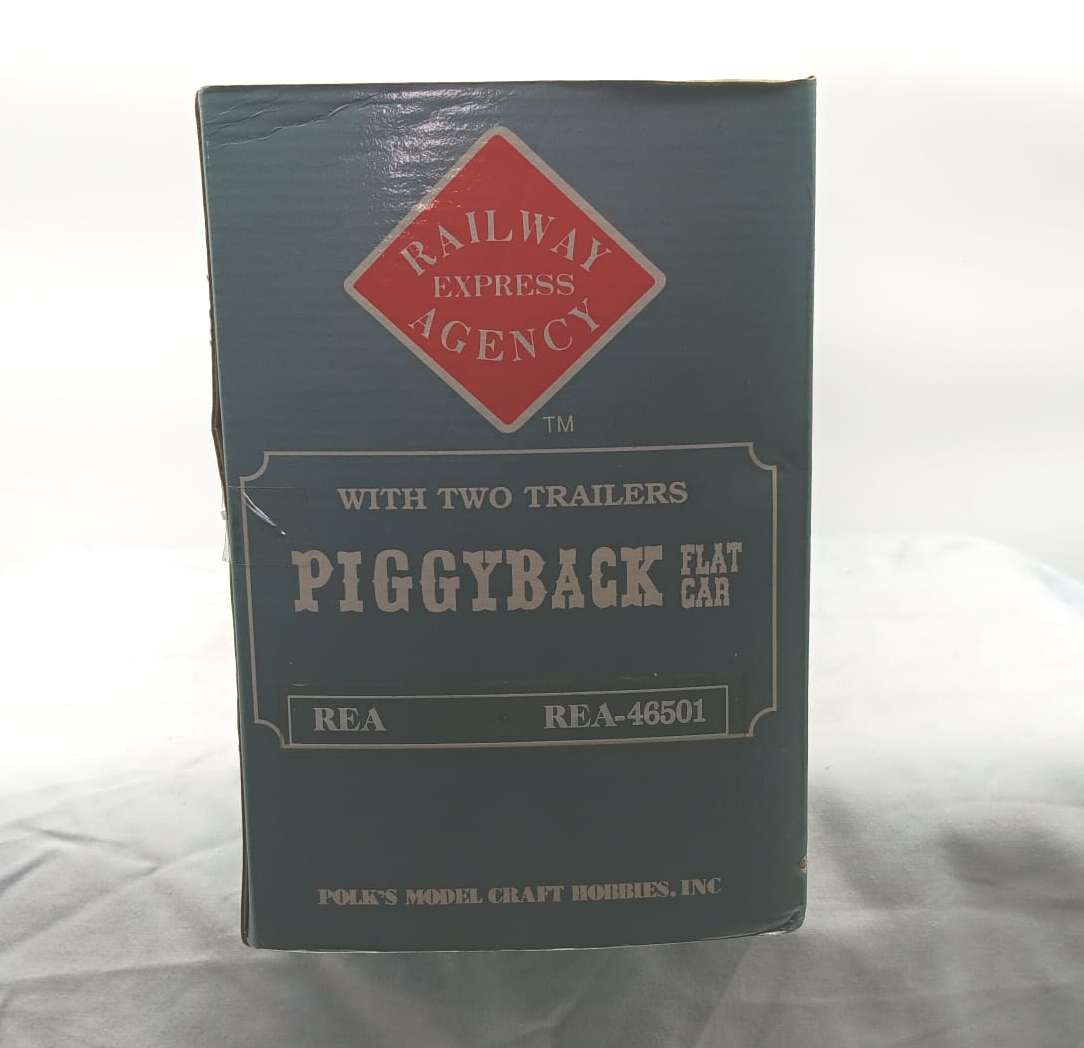 RAILWAY
EXPRESS
AGENCY
TM
WITH TWO TRAILERS
PIGGYBACK FLAT CAR
REA REA-46501
POLK'S MODEL CRAFT HOBBIES, INC